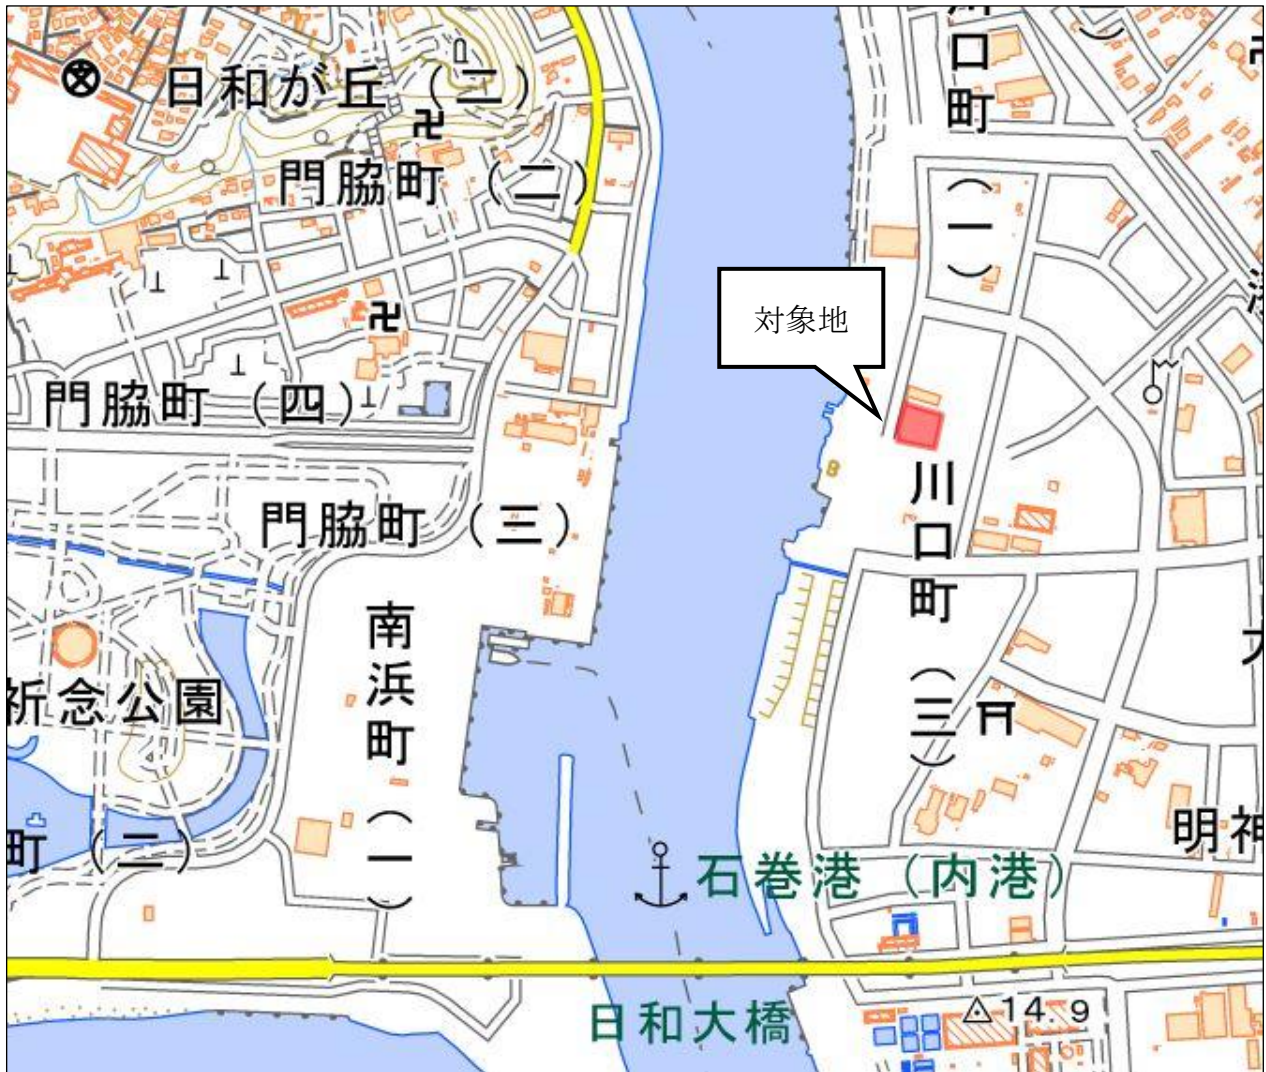 日和が丘（二）
門脇町（二）
口町（一）
対象地
門脇町（四）
川口町（三）
門脇町（三）
南浜町（一）
祈念公園
町（二）
明神
石巻港（内港）
日和大橋
14.9